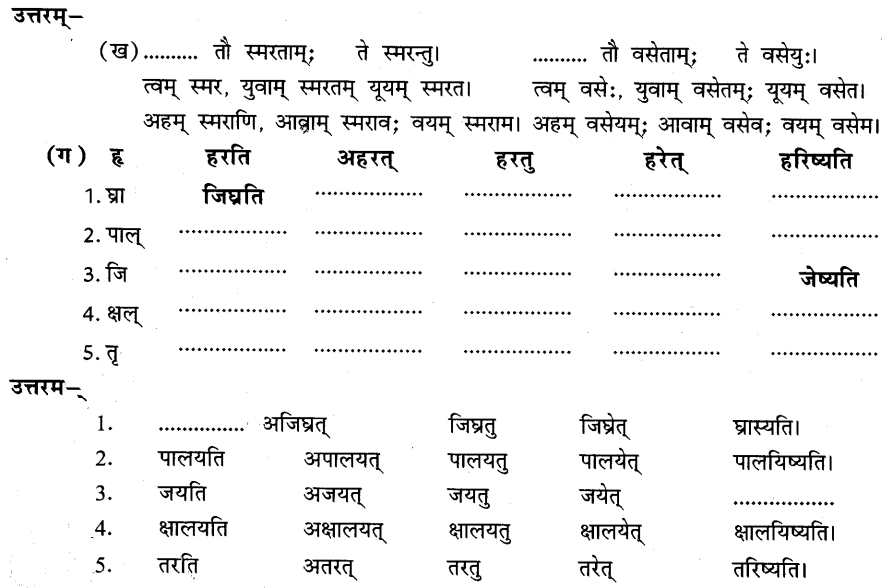 उत्तरम्–
(ख) .......... तौ स्मरताम्; ते स्मरन्तु। .......... तौ वसेताम्; ते वसेयुः।
त्वम् स्मर, युवाम् स्मरतम् यूयम् स्मरत। त्वम् वसेः, युवाम् वसेतम्; यूयम् वसेत।
अहम् स्मराणि, आवाम् स्मराव; वयम् स्मराम। अहम् वसेयम्; आवाम् वसेव; वयम् वसेम।
(ग) हृ हरति अहरत् हरतु हरेत् हरिष्यति
1. घ्रा जिघ्रति .................. .................. .................. ..................
2. पाल् .................. .................. .................. .................. ..................
3. जि .................. .................. .................. .................. जेष्यति
4. क्षल् .................. .................. .................. .................. ..................
5. तृ .................. .................. .................. .................. ..................
उत्तरम–्
1. ............... अजिघ्रत् जिघ्रतु जिघ्रेत् घ्रास्यति।
2. पालयति अपालयत् पालयतु पालयेत् पालयिष्यति।
3. जयति अजयत् जयतु जयेत् ..................
4. क्षालयति अक्षालयत् क्षालयतु क्षालयेत् क्षालयिष्यति।
5. तरति अतरत् तरतु तरेत् तरिष्यति।